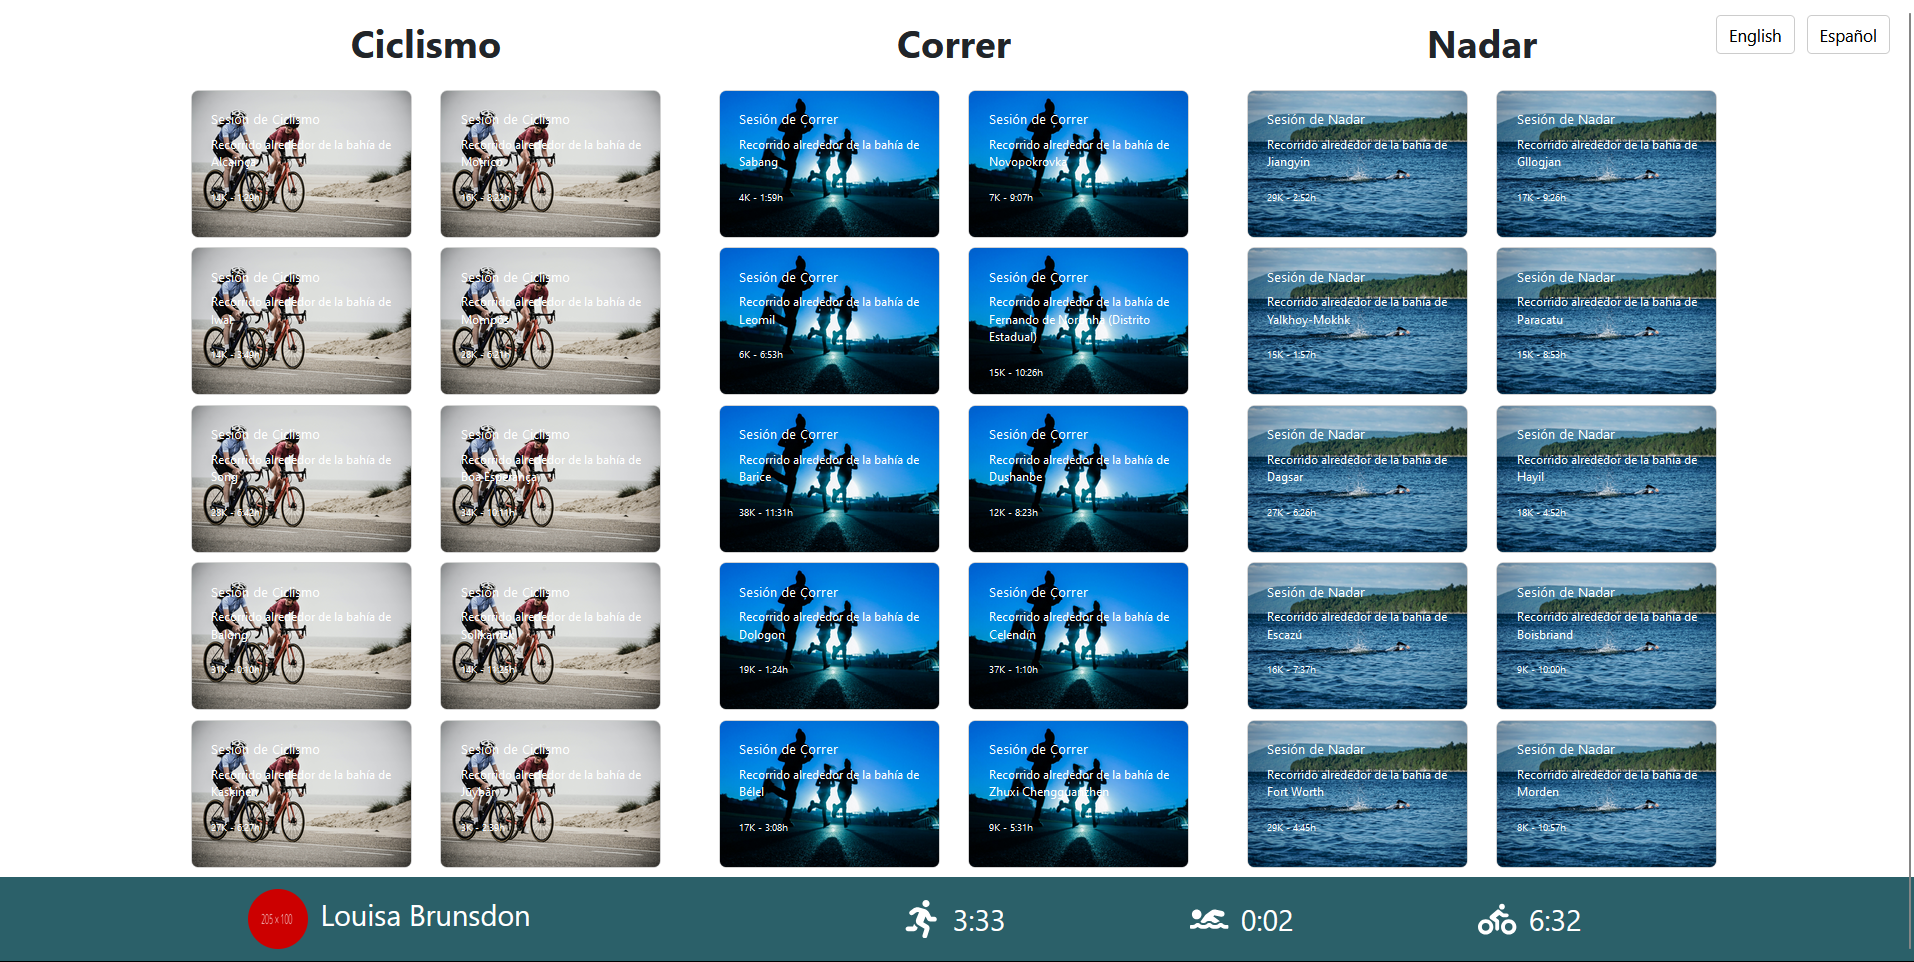 Ciclismo
Correr
Nadar
English
Español
Sesión de Ciclismo
Recorrido alrededor de la bahía de
Alcains
14K - 1:29h
Sesión de Ciclismo
Recorrido alrededor de la bahía de
16K - 8:22h
Sesión de Correr
Recorrido alrededor de la bahía de
Sabang
4K - 1:59h
Sesión de Correr
Recorrido alrededor de la bahía de
Novopokrovka
7K - 9:07h
Sesión de Nadar
Recorrido alrededor de la bahía de
Jiangyin
29K - 2:52h
Sesión de Nadar
Recorrido alrededor de la bahía de
Gllogjan
17K - 9:26h
Sesión de Ciclismo
Recorrido alrededor de la bahía de
Iwai
14K - 3:49h
Sesión de Ciclismo
Recorrido alrededor de la bahía de
28K - 6:21h
Sesión de Correr
Recorrido alrededor de la bahía de
Leomil
6K - 6:53h
Sesión de Correr
Recorrido alrededor de la bahía de
Fernando de Noronha (Distrito
Estadual)
15K - 10:26h
Sesión de Nadar
Recorrido alrededor de la bahía de
Yalkhoy-Mokhk
15K - 1:57h
Sesión de Nadar
Recorrido alrededor de la bahía de
Paracatu
15K - 8:53h
Sesión de Ciclismo
Recorrido alrededor de la bahía de
Song
28K - 5:42h
Sesión de Ciclismo
Recorrido alrededor de la bahía de
Boa Esperança
34K - 10:11h
Sesión de Correr
Recorrido alrededor de la bahía de
Barice
38K - 11:31h
Sesión de Correr
Recorrido alrededor de la bahía de
Dushanbe
12K - 8:23h
Sesión de Nadar
Recorrido alrededor de la bahía de
Dagsar
27K - 6:26h
Sesión de Nadar
Recorrido alrededor de la bahía de
Hayil
18K - 4:52h
Sesión de Ciclismo
Recorrido alrededor de la bahía de
Balong
31K - 0:10h
Sesión de Ciclismo
Recorrido alrededor de la bahía de
Solikamsk
14K - 11:25h
Sesión de Correr
Recorrido alrededor de la bahía de
Dologon
19K - 1:24h
Sesión de Correr
Recorrido alrededor de la bahía de
Celendín
37K - 1:10h
Sesión de Nadar
Recorrido alrededor de la bahía de
Escazú
16K - 7:37h
Sesión de Nadar
Recorrido alrededor de la bahía de
Boisbriand
9K - 10:00h
Sesión de Ciclismo
Recorrido alrededor de la bahía de
Kaskinen
27K - 6:27h
Sesión de Ciclismo
Recorrido alrededor de la bahía de
Jūybār
3K - 2:39h
Sesión de Correr
Recorrido alrededor de la bahía de
Bélel
17K - 3:08h
Sesión de Correr
Recorrido alrededor de la bahía de
Zhuxi Chengguanzhen
9K - 5:31h
Sesión de Nadar
Recorrido alrededor de la bahía de
Fort Worth
29K - 4:45h
Sesión de Nadar
Recorrido alrededor de la bahía de
Morden
8K - 10:57h
205 x 100
Louisa Brunsdon
3:33
0:02
6:32